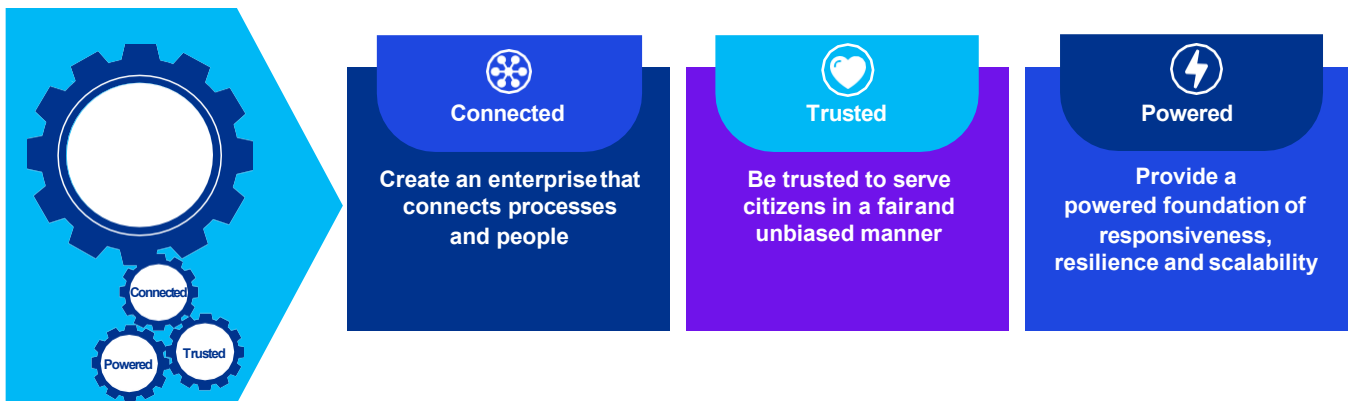 Connected
Powered
Trusted
Connected
Create an enterprise that
connects processes
and people
Trusted
Be trusted to serve
citizens in a fair and
unbiased manner
Powered
Provide a
powered foundation of
responsiveness,
resilience and scalability